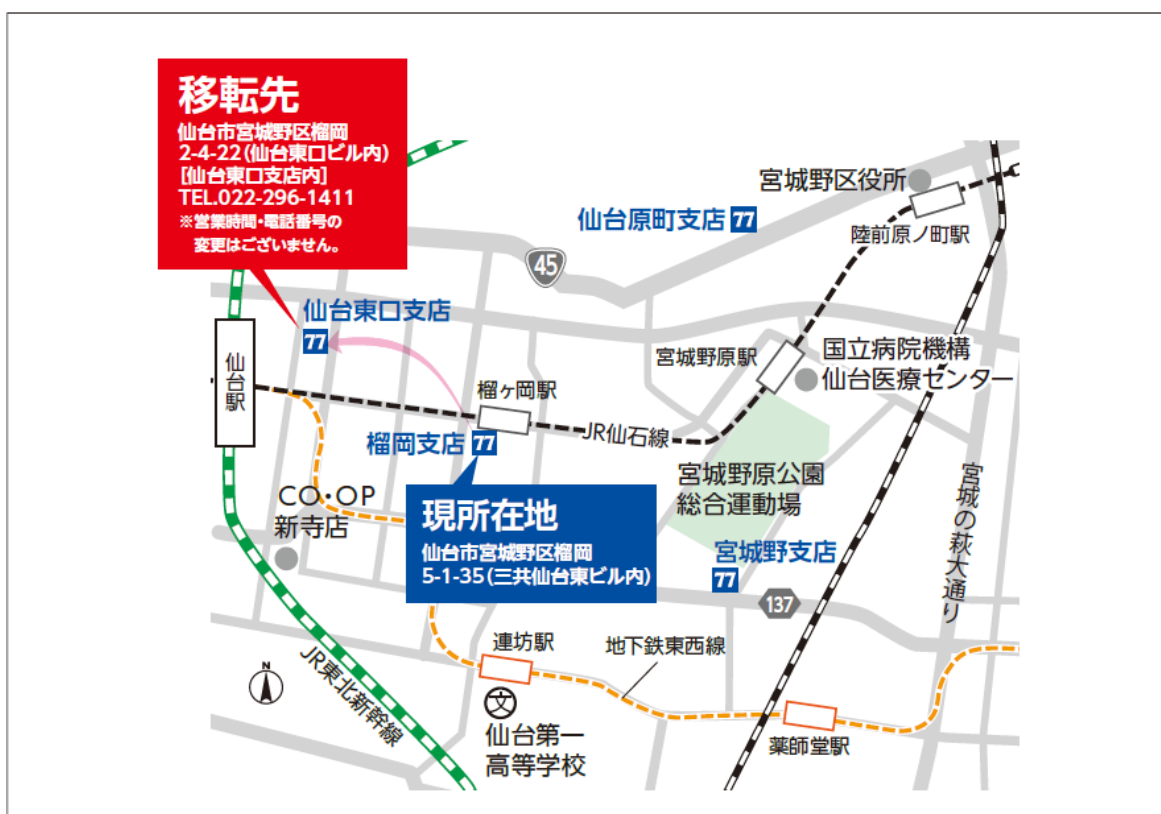 移転先
仙台市宮城野区榴岡
2-4-22(仙台東口ビル内)
[仙台東口支店内]
TEL.022-296-1411
※営業時間・電話番号の
変更はございません。
宮城野区役所
仙台原町支店 77
陸前原ノ町駅
45
仙台東口支店
77
仙台駅
宮城野原駅
国立病院機構
仙台医療センター
榴ヶ岡駅
JR仙石線
榴岡支店 77
宮城野原公園
総合運動場
CO・OP
新寺店
現所在地
仙台市宮城野区榴岡
5-1-35(三共仙台東ビル内)
宮城野支店
77
137
宮城の萩大通り
連坊駅
地下鉄東西線
JR東北新幹線
N
文
仙台第一
高等学校
薬師堂駅